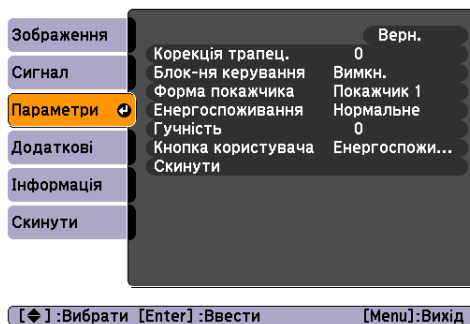 Зображення
Сигнал
Параметри
Додаткові
Інформація
Скинути
Верн.
Корекція трапец. 0
Блок-ня керування Вимкн.
Форма покажчика Покажчик 1
Енергоспоживання Нормальне
Гучність 0
Кнопка користувача Енергоспожи...
Скинути
[◆] :Вибрати [Enter] :Ввести [Menu]:Вихід